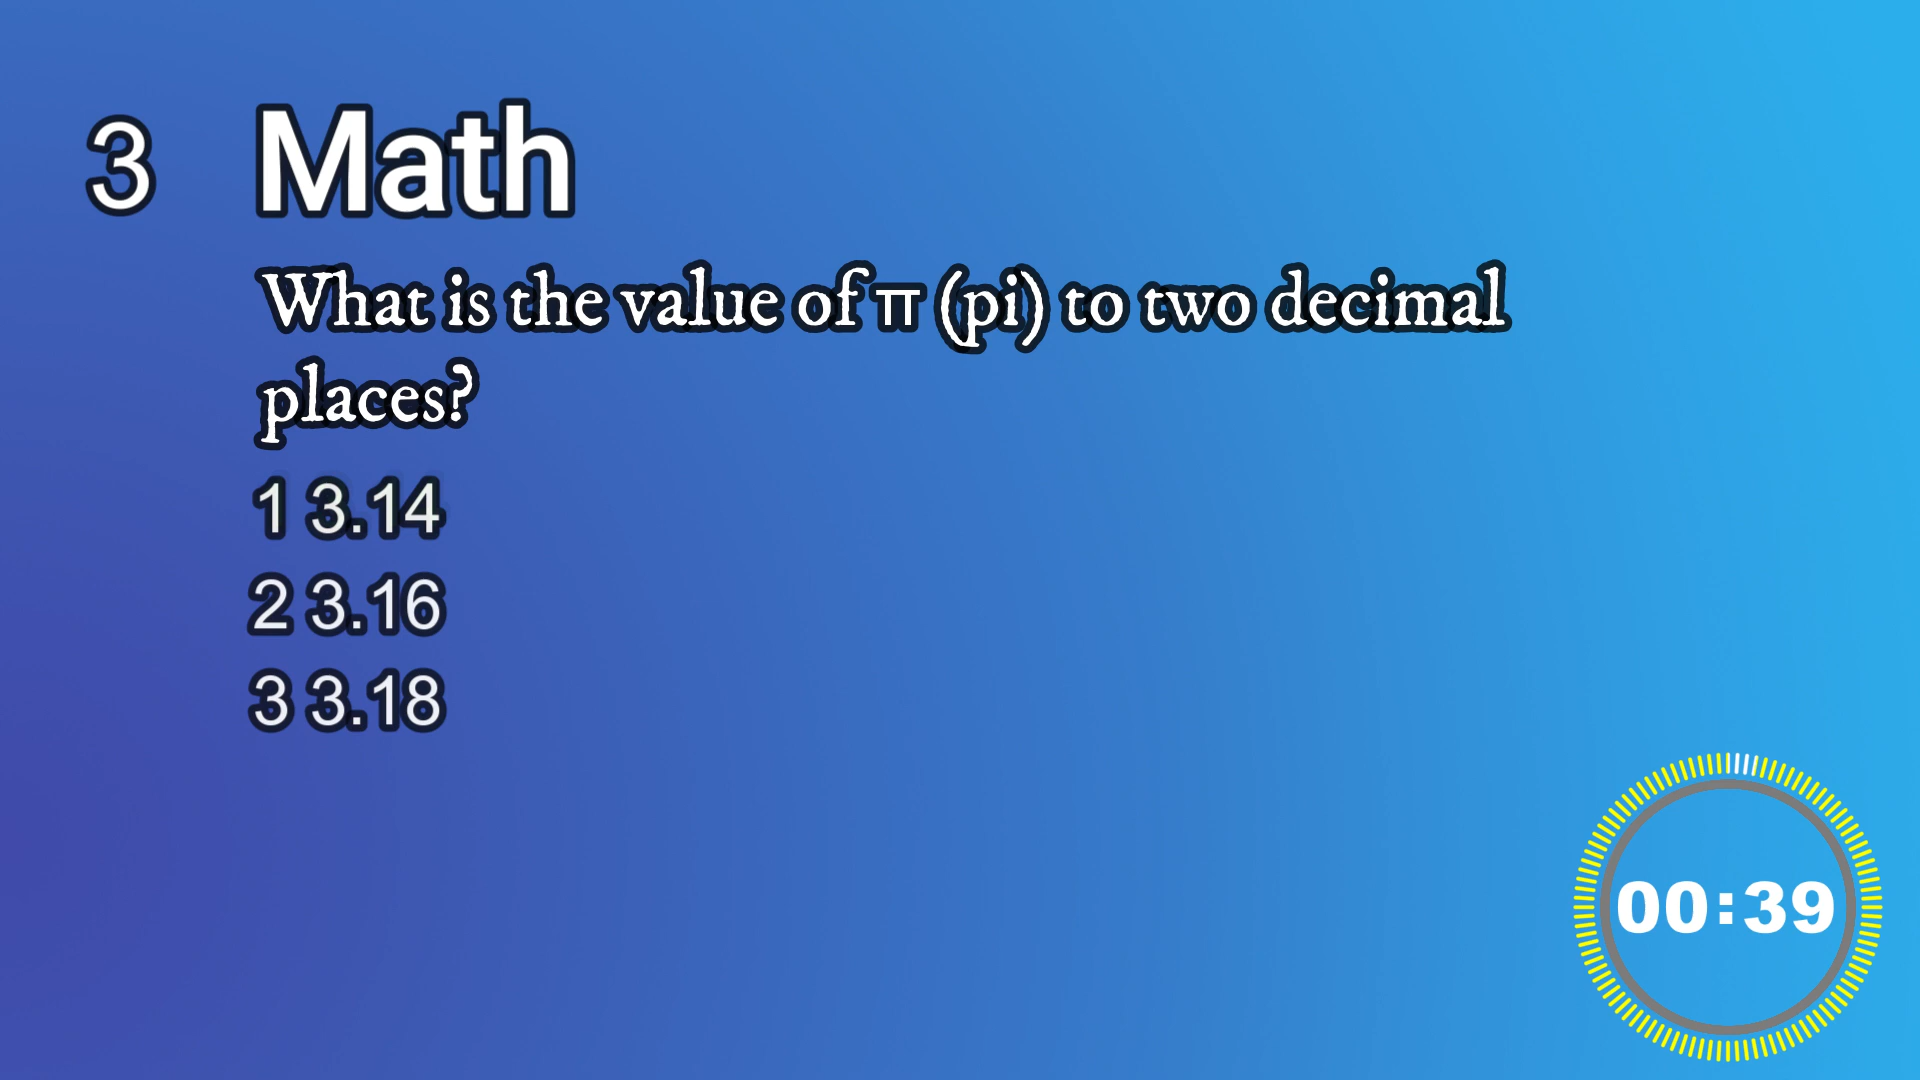 3 Math
What is the value of π (pi) to two decimal
places?
1 3.14
2 3.16
3 3.18
00:39